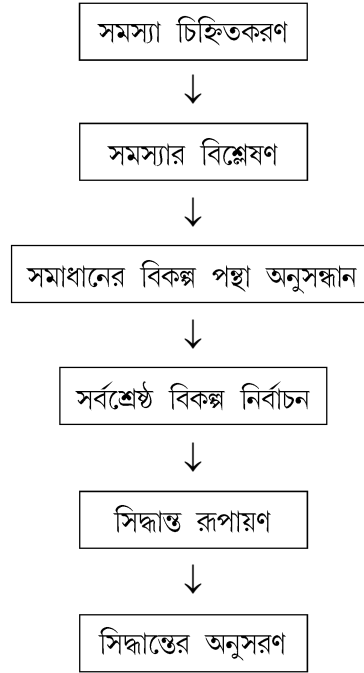 সমস্যা চিহ্নিতকরণ
সমস্যার বিশ্লেষণ
সমাধানের বিকল্প পন্থা অনুসন্ধান
সর্বশ্রেষ্ঠ বিকল্প নির্বাচন
সিদ্ধান্ত রূপায়ণ
সিদ্ধান্তের অনুসরণ